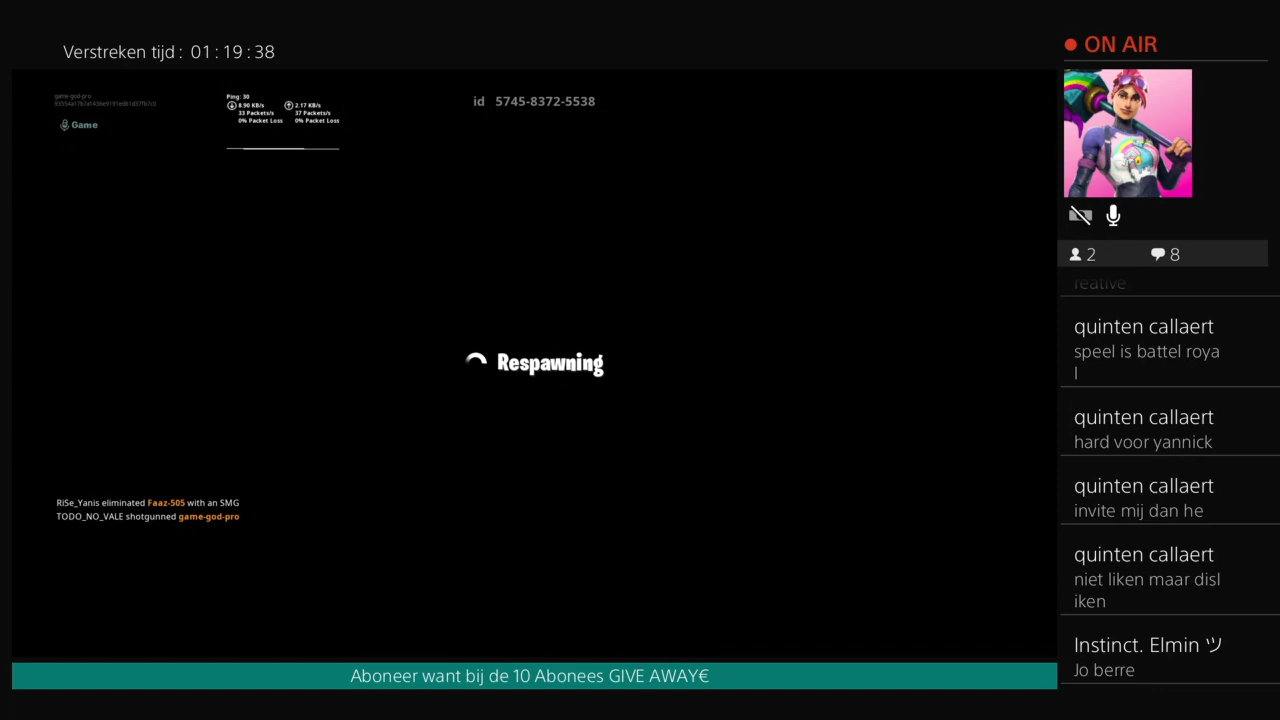 Verstreken tijd : 01 : 19 : 38
ON AIR
game-god-pro
Game
Ping: 30
8.90 KB/s
33 Packets/s
0% Packet Loss
2.17 KB/s
37 Packets/s
0% Packet Loss
id 5745-8372-5538
Respawning
RiSe_Yanis eliminated Faaz-505 with an SMG
TODO_NO_VALE shotgunned game-god-pro
Aboneer want bij de 10 Abonees GIVE AWAY€
2
8
reative
quinten callaert
speel is battel roya
l
quinten callaert
hard voor yannick
quinten callaert
invite mij dan he
quinten callaert
niet liken maar disl
iken
Instinct. Elmin ツ
Jo berre